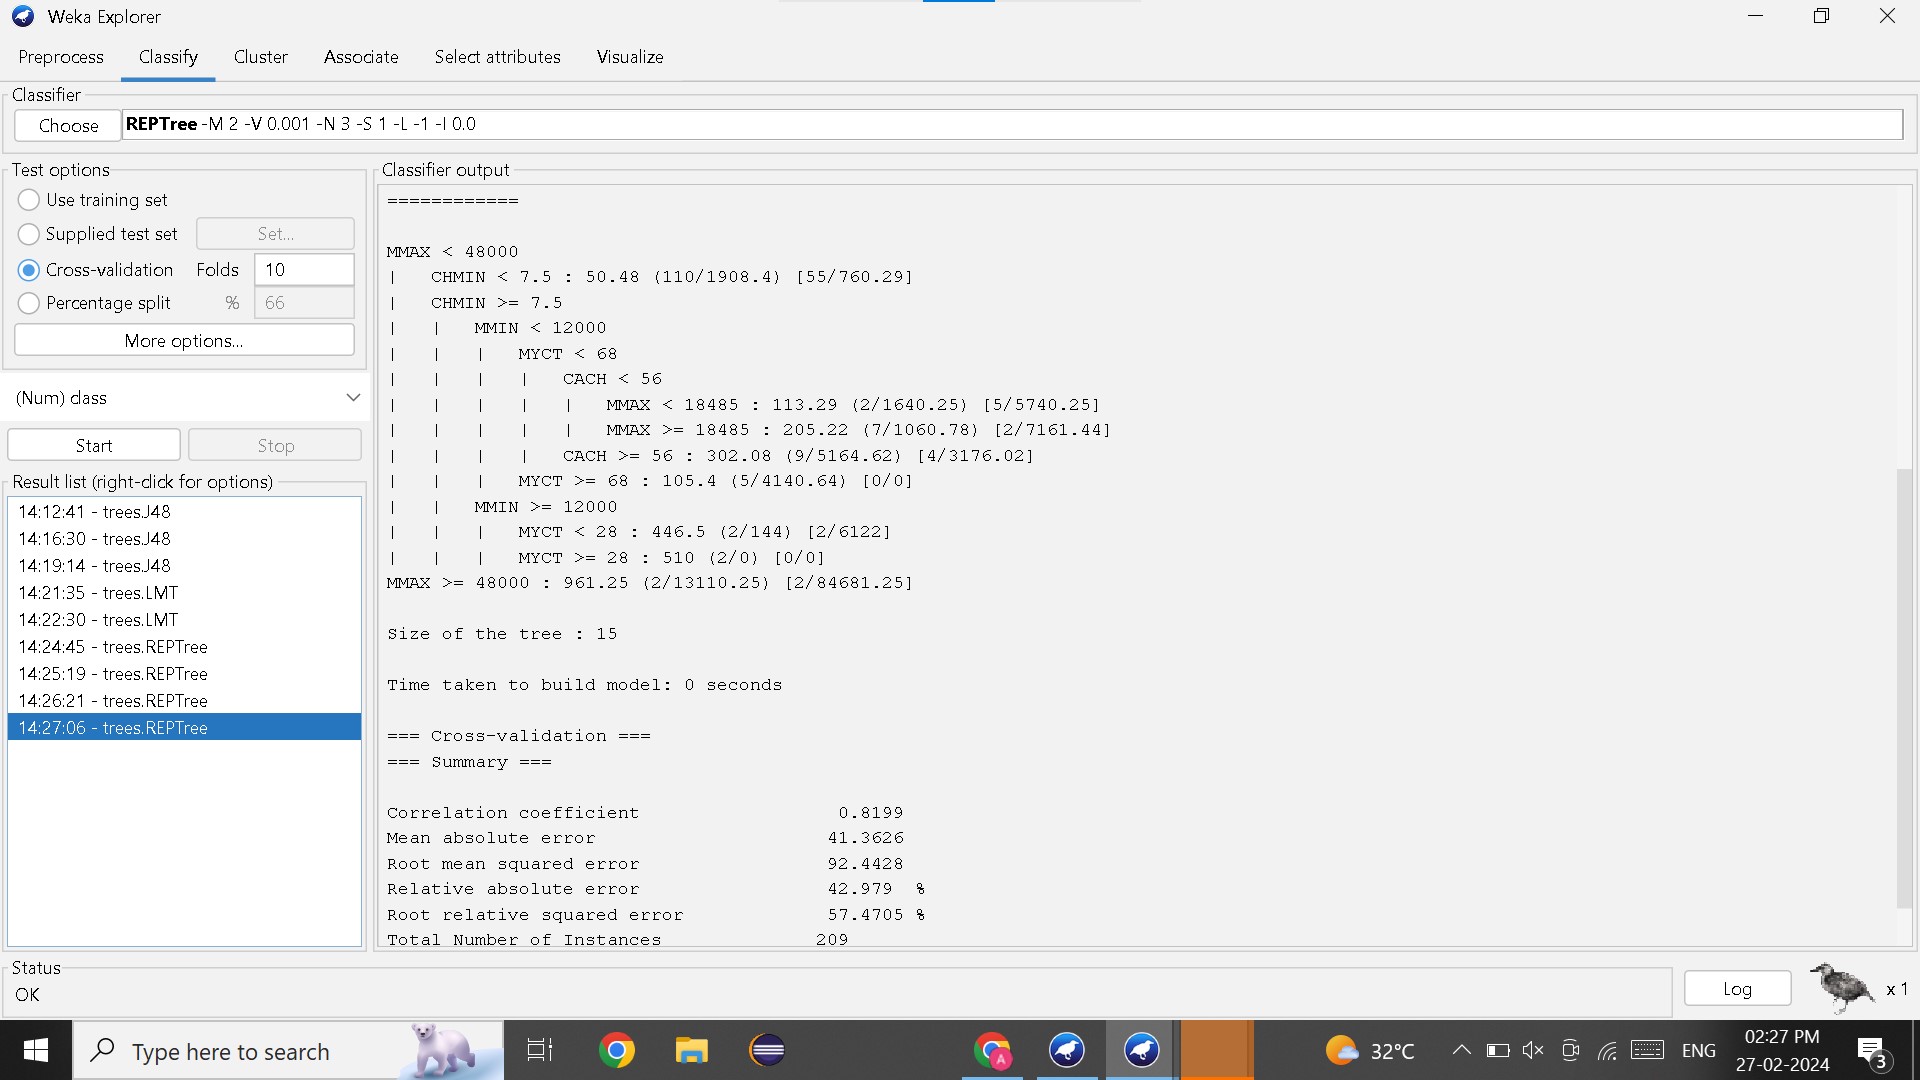 Weka Explorer
Preprocess Classify Cluster Associate Select attributes Visualize
Classifier
Choose REPTree -M 2 -V 0.001 -N 3 -S 1 -L -1 -I 0.0
Test options
Use training set
Supplied test set Set...
Cross-validation Folds 10
Percentage split % 66
More options...
(Num) class
Start Stop
Result list (right-click for options)
14:12:41 - trees.J48
14:16:30 - trees.J48
14:19:14 - trees.J48
14:21:35 - trees.LMT
14:22:30 - trees.LMT
14:24:45 - trees.REPTree
14:25:19 - trees.REPTree
14:26:21 - trees.REPTree
14:27:06 - trees.REPTree
Classifier output
============
MMAX < 48000
|   CHMIN < 7.5 : 50.48 (110/1908.4) [55/760.29]
|   CHMIN >= 7.5
|   |   MMIN < 12000
|   |   |   MYCT < 68
|   |   |   |   CACH < 56
|   |   |   |   |   MMAX < 18485 : 113.29 (2/1640.25) [5/5740.25]
|   |   |   |   |   MMAX >= 18485 : 205.22 (7/1060.78) [2/7161.44]
|   |   |   |   CACH >= 56 : 302.08 (9/5164.62) [4/3176.02]
|   |   |   MYCT >= 68 : 105.4 (5/4140.64) [0/0]
|   |   MMIN >= 12000
|   |   |   MYCT < 28 : 446.5 (2/144) [2/6122]
|   |   |   MYCT >= 28 : 510 (2/0) [0/0]
MMAX >= 48000 : 961.25 (2/13110.25) [2/84681.25]
Size of the tree : 15
Time taken to build model: 0 seconds
=== Cross-validation ===
=== Summary ===
Correlation coefficient 0.8199
Mean absolute error 41.3626
Root mean squared error 92.4428
Relative absolute error 42.979 %
Root relative squared error 57.4705 %
Total Number of Instances 209
Status
OK
Log x 1
Type here to search
A
32°C
ENG
02:27 PM
27-02-2024
3